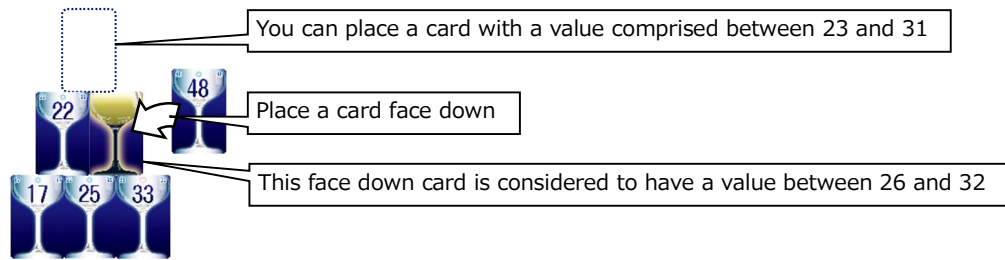 You can place a card with a value comprised between 23 and 31
48
22
Place a card face down
This face down card is considered to have a value between 26 and 32
17
25
33